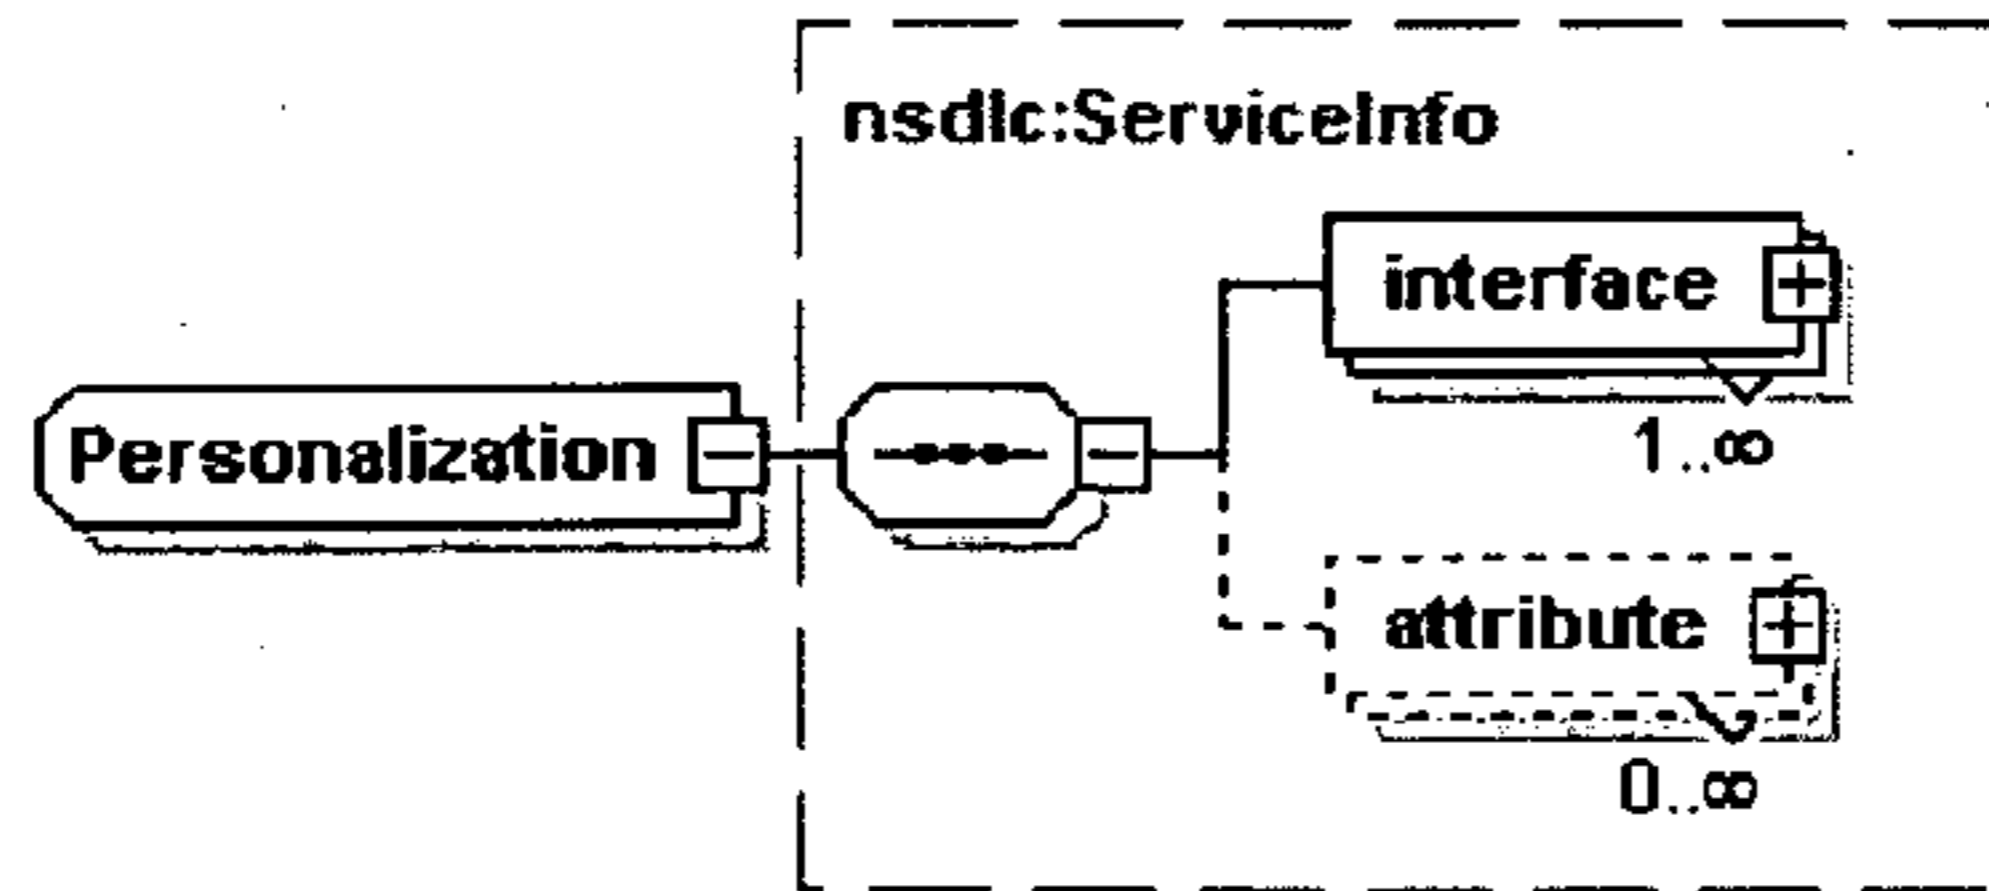 nsdlc:ServiceInfo
interface
1..∞
Personalization
attribute
0..∞